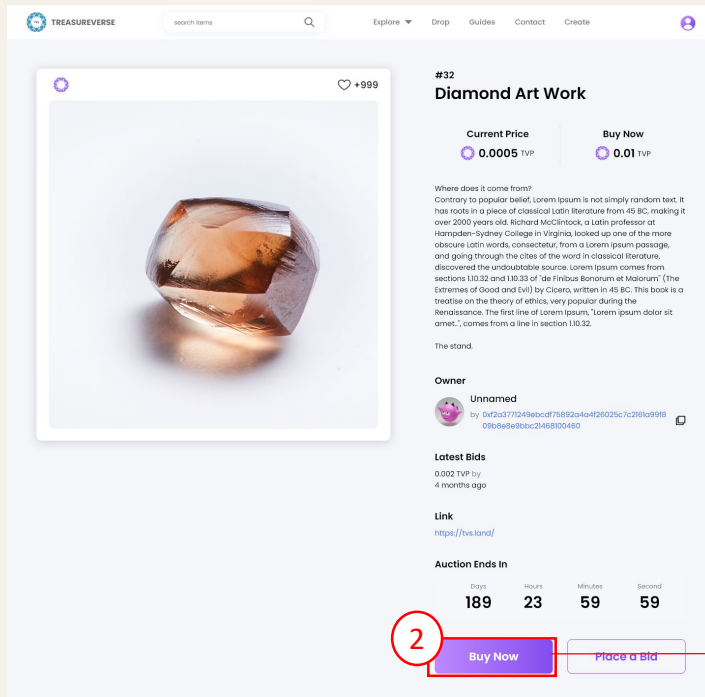 TREASUREVERSE
search items
Explore Drop Guides Contact Create
+999
#32
Diamond Art Work
Current Price Buy Now
0.0005 TVP 0.01 TVP
Where does it come from?
Contrary to popular belief, Lorem Ipsum is not simply random text. It
has roots in a piece of classical Latin literature from 45 BC, making it
over 2000 years old. Richard McClintock, a Latin professor at
Hampden-Sydney College in Virginia, looked up one of the more
obscure Latin words, consectetur, from a Lorem Ipsum passage,
and going through the cites of the word in classical literature,
discovered the undoubtable source. Lorem Ipsum comes from
sections 1.10.32 and 1.10.33 of "de Finibus Bonorum et Malorum" (The
Extremes of Good and Evil) by Cicero, written in 45 BC. This book is a
treatise on the theory of ethics, very popular during the
Renaissance. The first line of Lorem Ipsum, "Lorem ipsum dolor sit
amet..", comes from a line in section 1.10.32.
The stand.
Owner
Unnamed
by 0xf2a3771249ebcdf75892a4a4f26025c7c2161a99f8
09b8e8e9bbc21468100460
Latest Bids
0.002 TVP by
4 months ago
Link
https://tvs.land/
Auction Ends In
Days Hours Minutes Second
189 23 59 59
2
Buy Now Place a Bid